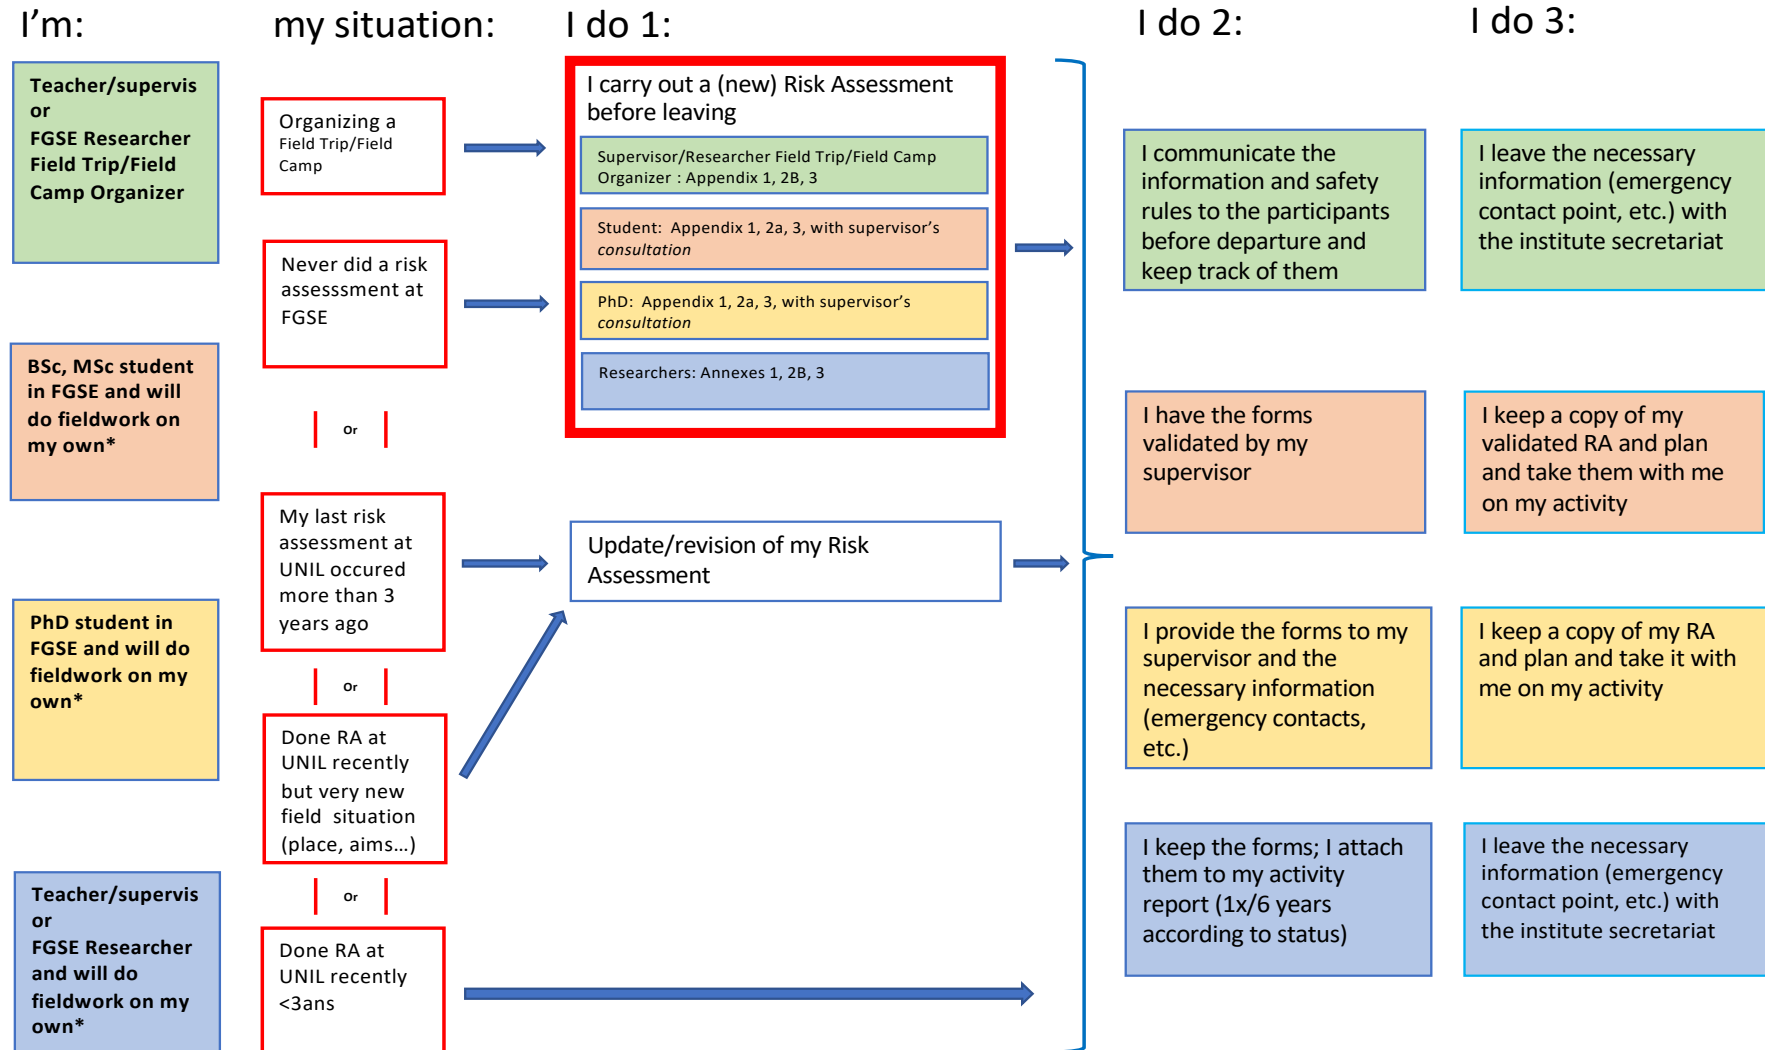 I'm:
my situation:
I do 1:
I do 2:
I do 3:
Teacher/supervis
or
FGSE Researcher
Field Trip/Field
Camp Organizer
BSc, MSc student
in FGSE and will
do fieldwork on
my own*
PhD student in
FGSE and will do
fieldwork on my
own*
Teacher/supervis
or
FGSE Researcher
and will do
fieldwork on my
own*
Organizing a
Field Trip/Field
Camp
Never did a risk
assesssment at
FGSE
Or
My last risk
assessment at
UNIL occured
more than 3
years ago
Or
Done RA at
UNIL recently
but very new
field situation
(place, aims…)
Or
Done RA at
UNIL recently
<3ans
I carry out a (new) Risk Assessment
before leaving
Supervisor/Researcher Field Trip/Field Camp
Organizer : Appendix 1, 2B, 3
Student: Appendix 1, 2a, 3, with supervisor's
consultation
PhD: Appendix 1, 2a, 3, with supervisor's
consultation
Researchers: Annexes 1, 2B, 3
Update/revision of my Risk
Assessment
I communicate the
information and safety
rules to the participants
before departure and
keep track of them
I have the forms
validated by my
supervisor
I provide the forms to my
supervisor and the
necessary information
(emergency contacts,
etc.)
I keep the forms; I attach
them to my activity
report (1x/6 years
according to status)
I leave the necessary
information (emergency
contact point, etc.) with
the institute secretariat
I keep a copy of my
validated RA and plan
and take them with me
on my activity
I keep a copy of my RA
and plan and take it with
me on my activity
I leave the necessary
information (emergency
contact point, etc.) with
the institute secretariat